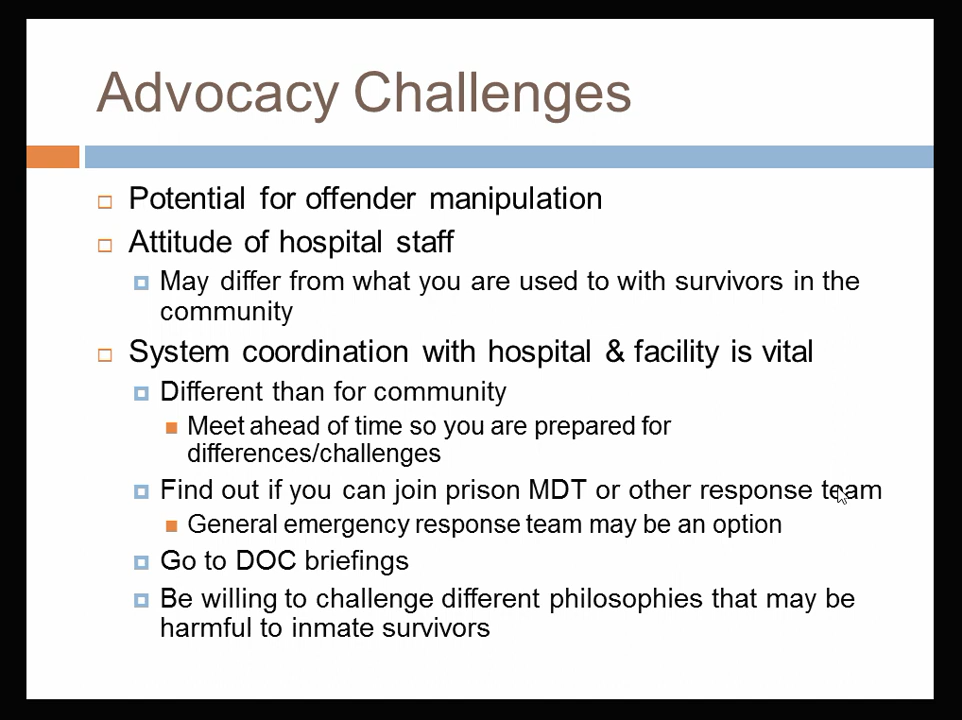 Advocacy Challenges
Potential for offender manipulation
Attitude of hospital staff
May differ from what you are used to with survivors in the
community
System coordination with hospital & facility is vital
Different than for community
Meet ahead of time so you are prepared for
differences/challenges
Find out if you can join prison MDT or other response team
General emergency response team may be an option
Go to DOC briefings
Be willing to challenge different philosophies that may be
harmful to inmate survivors